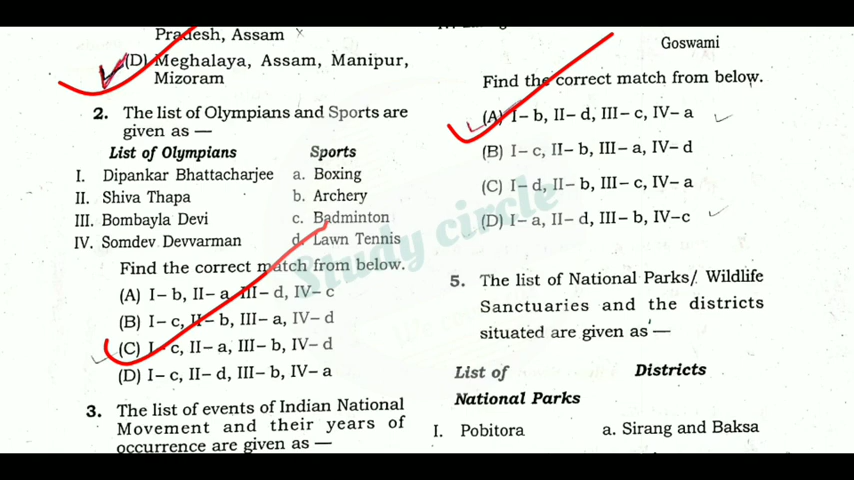 Pradesh, Assam
(D) Meghalaya, Assam, Manipur,
Mizoram
2. The list of Olympians and Sports are
given as —
List of Olympians Sports
I. Dipankar Bhattacharjee a. Boxing
II. Shiva Thapa b. Archery
III. Bombayla Devi c. Badminton
IV. Somdev Devvarman d. Lawn Tennis
Find the correct match from below.
(A) I– b, II– a, III– d, IV– c
(B) I– c, II– b, III– a, IV– d
(C) I– c, II– a, III– b, IV– d
(D) I– c, II– d, III– b, IV– a
3. The list of events of Indian National
Movement and their years of
occurrence are given as —
Goswami
Find the correct match from below.
(A) I– b, II– d, III– c, IV– a
(B) I– c, II– b, III– a, IV– d
(C) I– d, II– b, III– c, IV– a
(D) I– a, II– d, III– b, IV–c
5. The list of National Parks/ Wildlife
Sanctuaries and the districts
situated are given as —
List of Districts
National Parks
I. Pobitora a. Sirang and Baksa
Study circle